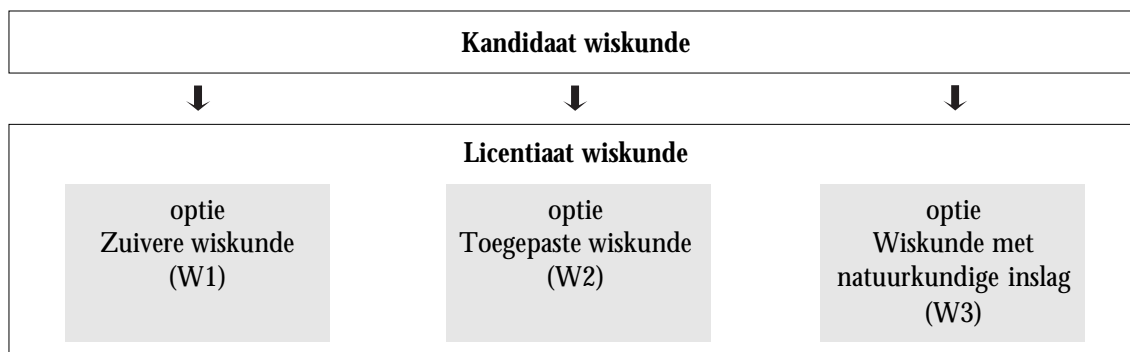 Kandidaat wiskunde
Licentiaat wiskunde
optie
Zuivere wiskunde
(W1)
optie
Toegepaste wiskunde
(W2)
optie
Wiskunde met
natuurkundige inslag
(W3)